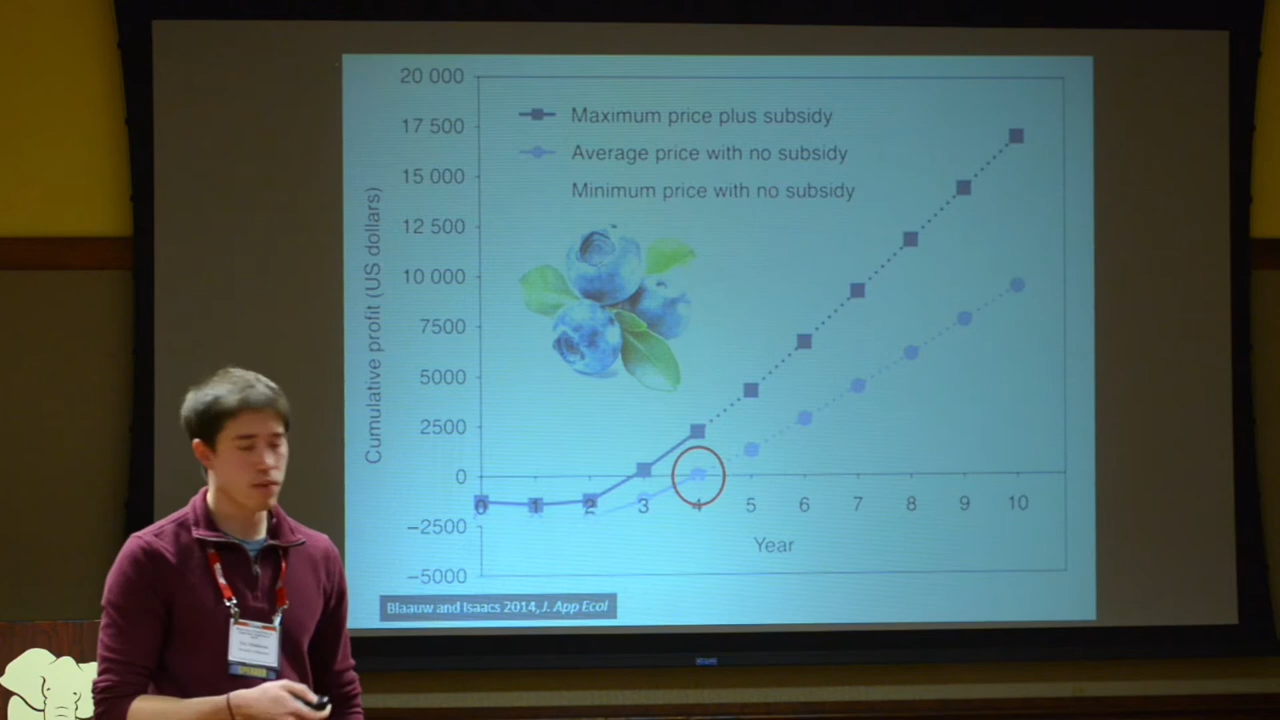 20 000
17 500
15 000
12 500
10 000
7500
5000
2500
0
−2500
−5000
Cumulative profit (US dollars)
Maximum price plus subsidy
Average price with no subsidy
Minimum price with no subsidy
0 1 2 3 4 5 6 7 8 9 10
Year
Blaauw and Isaacs 2014, J. App Ecol
SPEAKER